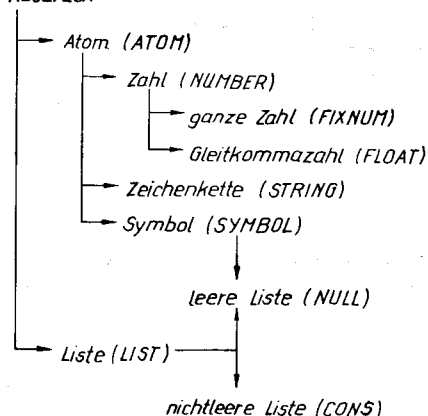 Atom (ATOM)
Zahl (NUMBER)
ganze Zahl (FIXNUM)
Gleitkommazahl (FLOAT)
Zeichenkette (STRING)
Symbol (SYMBOL)
leere Liste (NULL)
Liste (LIST)
nichtleere Liste (CONS)